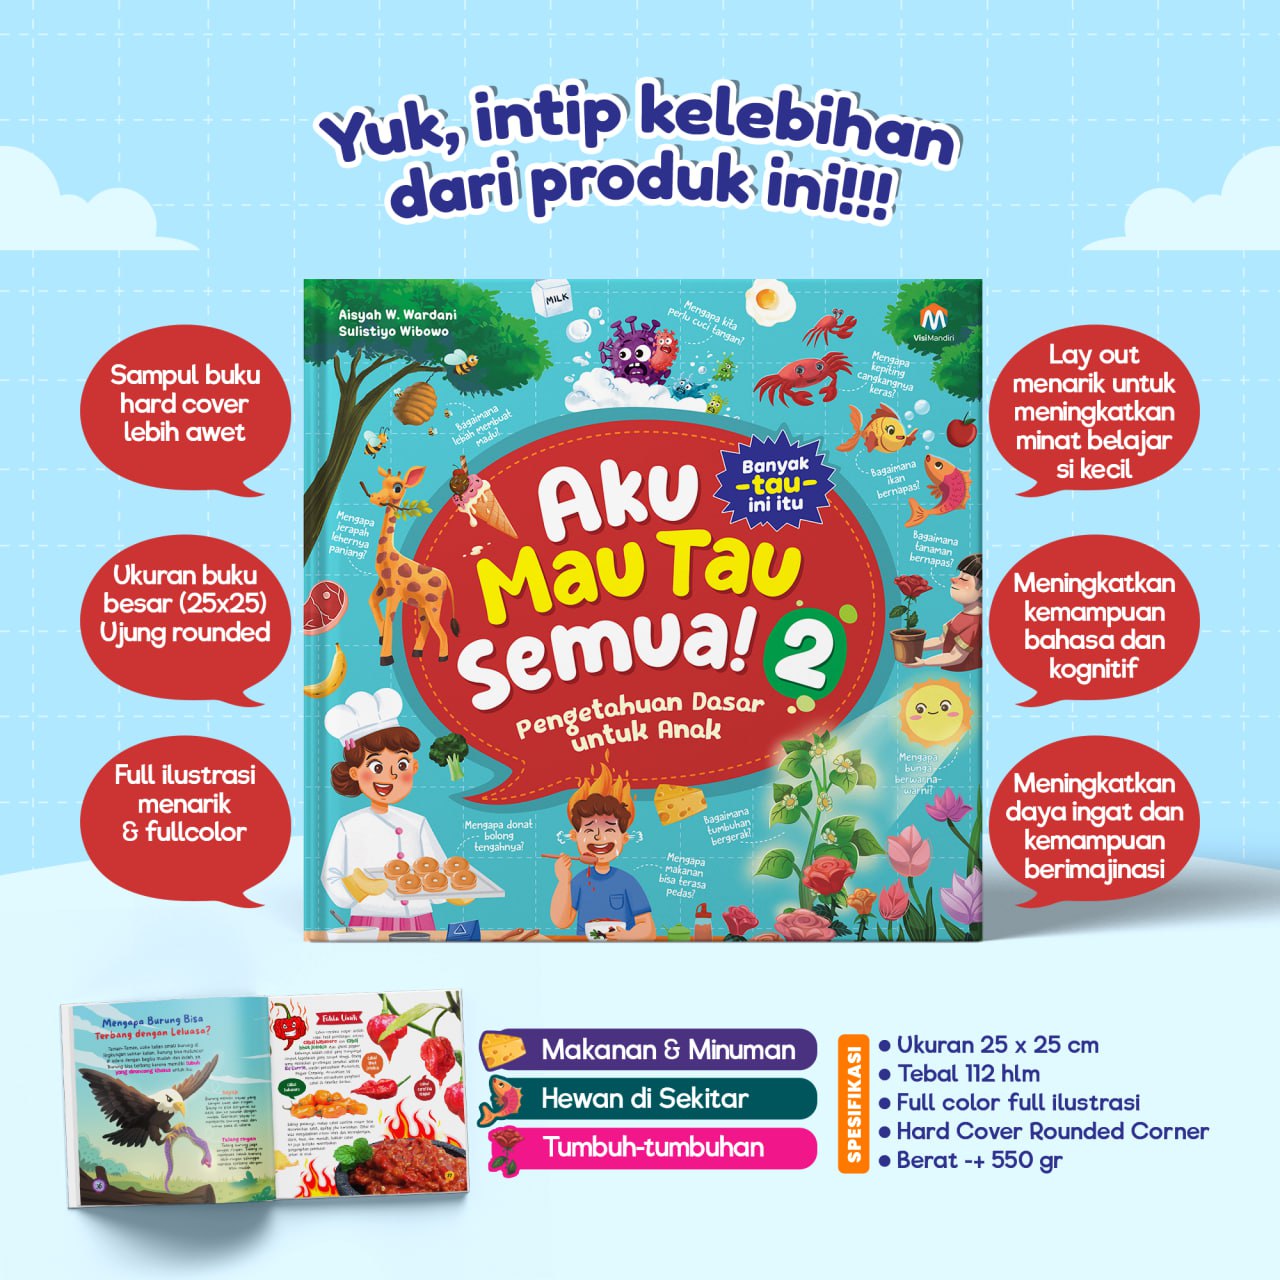 Yuk, intip kelebihan
dari produk ini!!!
Sampul buku
hard cover
lebih awet
Ukuran buku
besar (25x25)
Ujung rounded
Full ilustrasi
menarik
& fullcolor
Aisyah W. Wardani
Sulistiyo Wibowo
MILK
Mengapa kita
perlu cuci tangan?
VisiMandiri
Mengapa
kepiting
cangkangnya
keras?
Bagaimana
lebah membuat
madu?
Banyak
-tau-
ini itu
Bagaimana
ikan
bernapas?
Mengapa
jerapah
lehernya
panjang?
Bagaimana
tanaman
bernapas?
Aku
Mau Tau
Semua! 2
Pengetahuan Dasar
untuk Anak
Mengapa
bunga
berwarna-
warni?
Mengapa donat
bolong
tengahnya?
Mengapa
makanan
bisa terasa
pedas?
Bagaimana
tumbuhan
bergerak?
Lay out
menarik untuk
meningkatkan
minat belajar
si kecil
Meningkatkan
kemampuan
bahasa dan
kognitif
Meningkatkan
daya ingat dan
kemampuan
berimajinasi
Mengapa Burung Bisa
Terbang dengan Leluasa?
Tulang ringan
Fakta Unik
Makanan & Minuman
Hewan di Sekitar
Tumbuh-tumbuhan
SPESIFIKASI
• Ukuran 25 x 25 cm
• Tebal 112 hlm
• Full color full ilustrasi
• Hard Cover Rounded Corner
• Berat -+ 550 gr